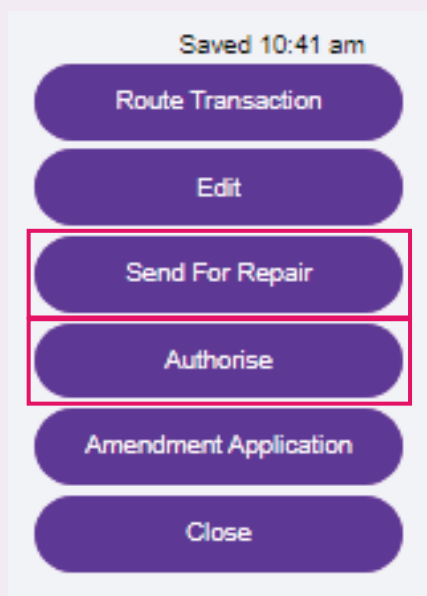 Saved 10:41 am
Route Transaction
Edit
Send For Repair
Authorise
Amendment Application
Close